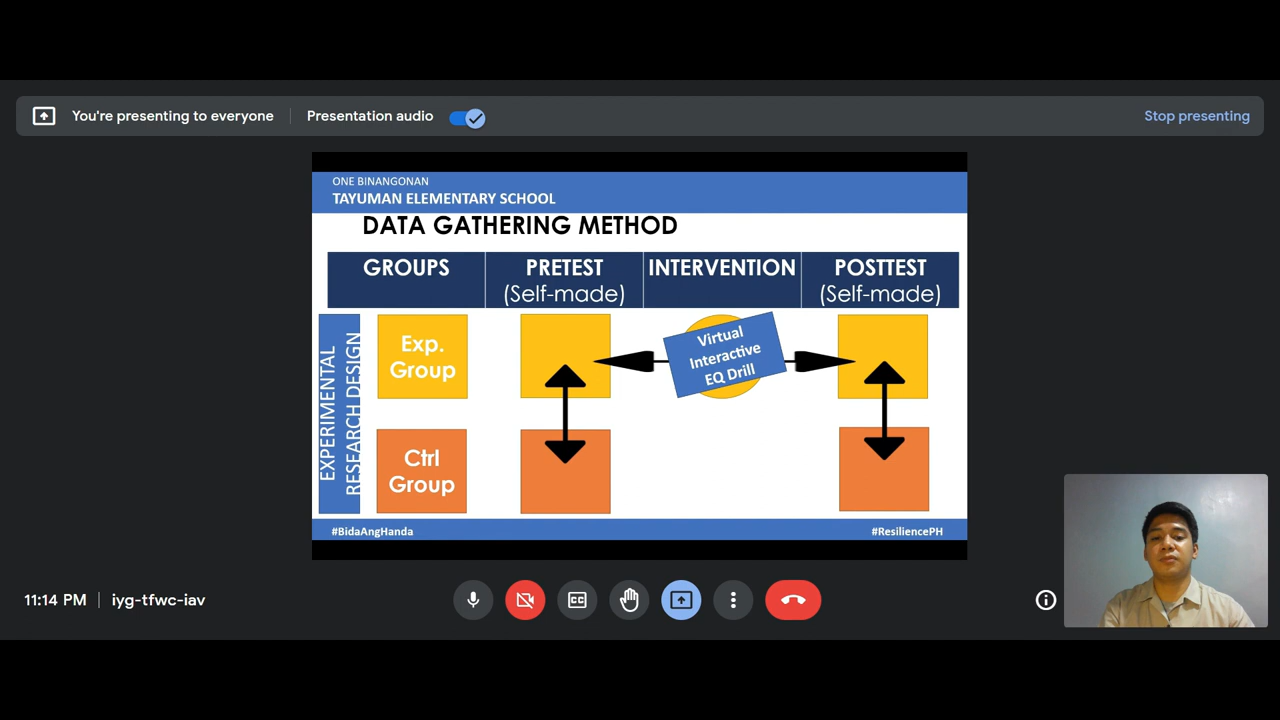 You're presenting to everyone
Presentation audio
Stop presenting
ONE BINANGONAN
TAYUMAN ELEMENTARY SCHOOL
DATA GATHERING METHOD
GROUPS
PRETEST
(Self-made)
INTERVENTION
POSTTEST
(Self-made)
EXPERIMENTAL
RESEARCH DESIGN
Exp.
Group
Virtual
Interactive
EQ Drill
Ctrl
Group
#BidaAngHanda
#ResiliencePH
11:14 PM
iyg-tfwc-iav
CC